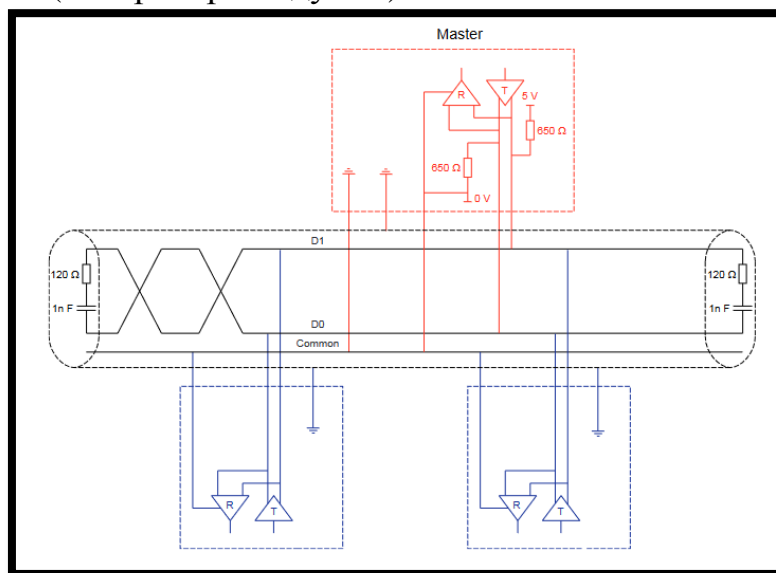 Master
R
T
5 V
650 Ω
650 Ω
0 V
D1
120 Ω
120 Ω
1n F
1n F
D0
Common
R
T
R
T